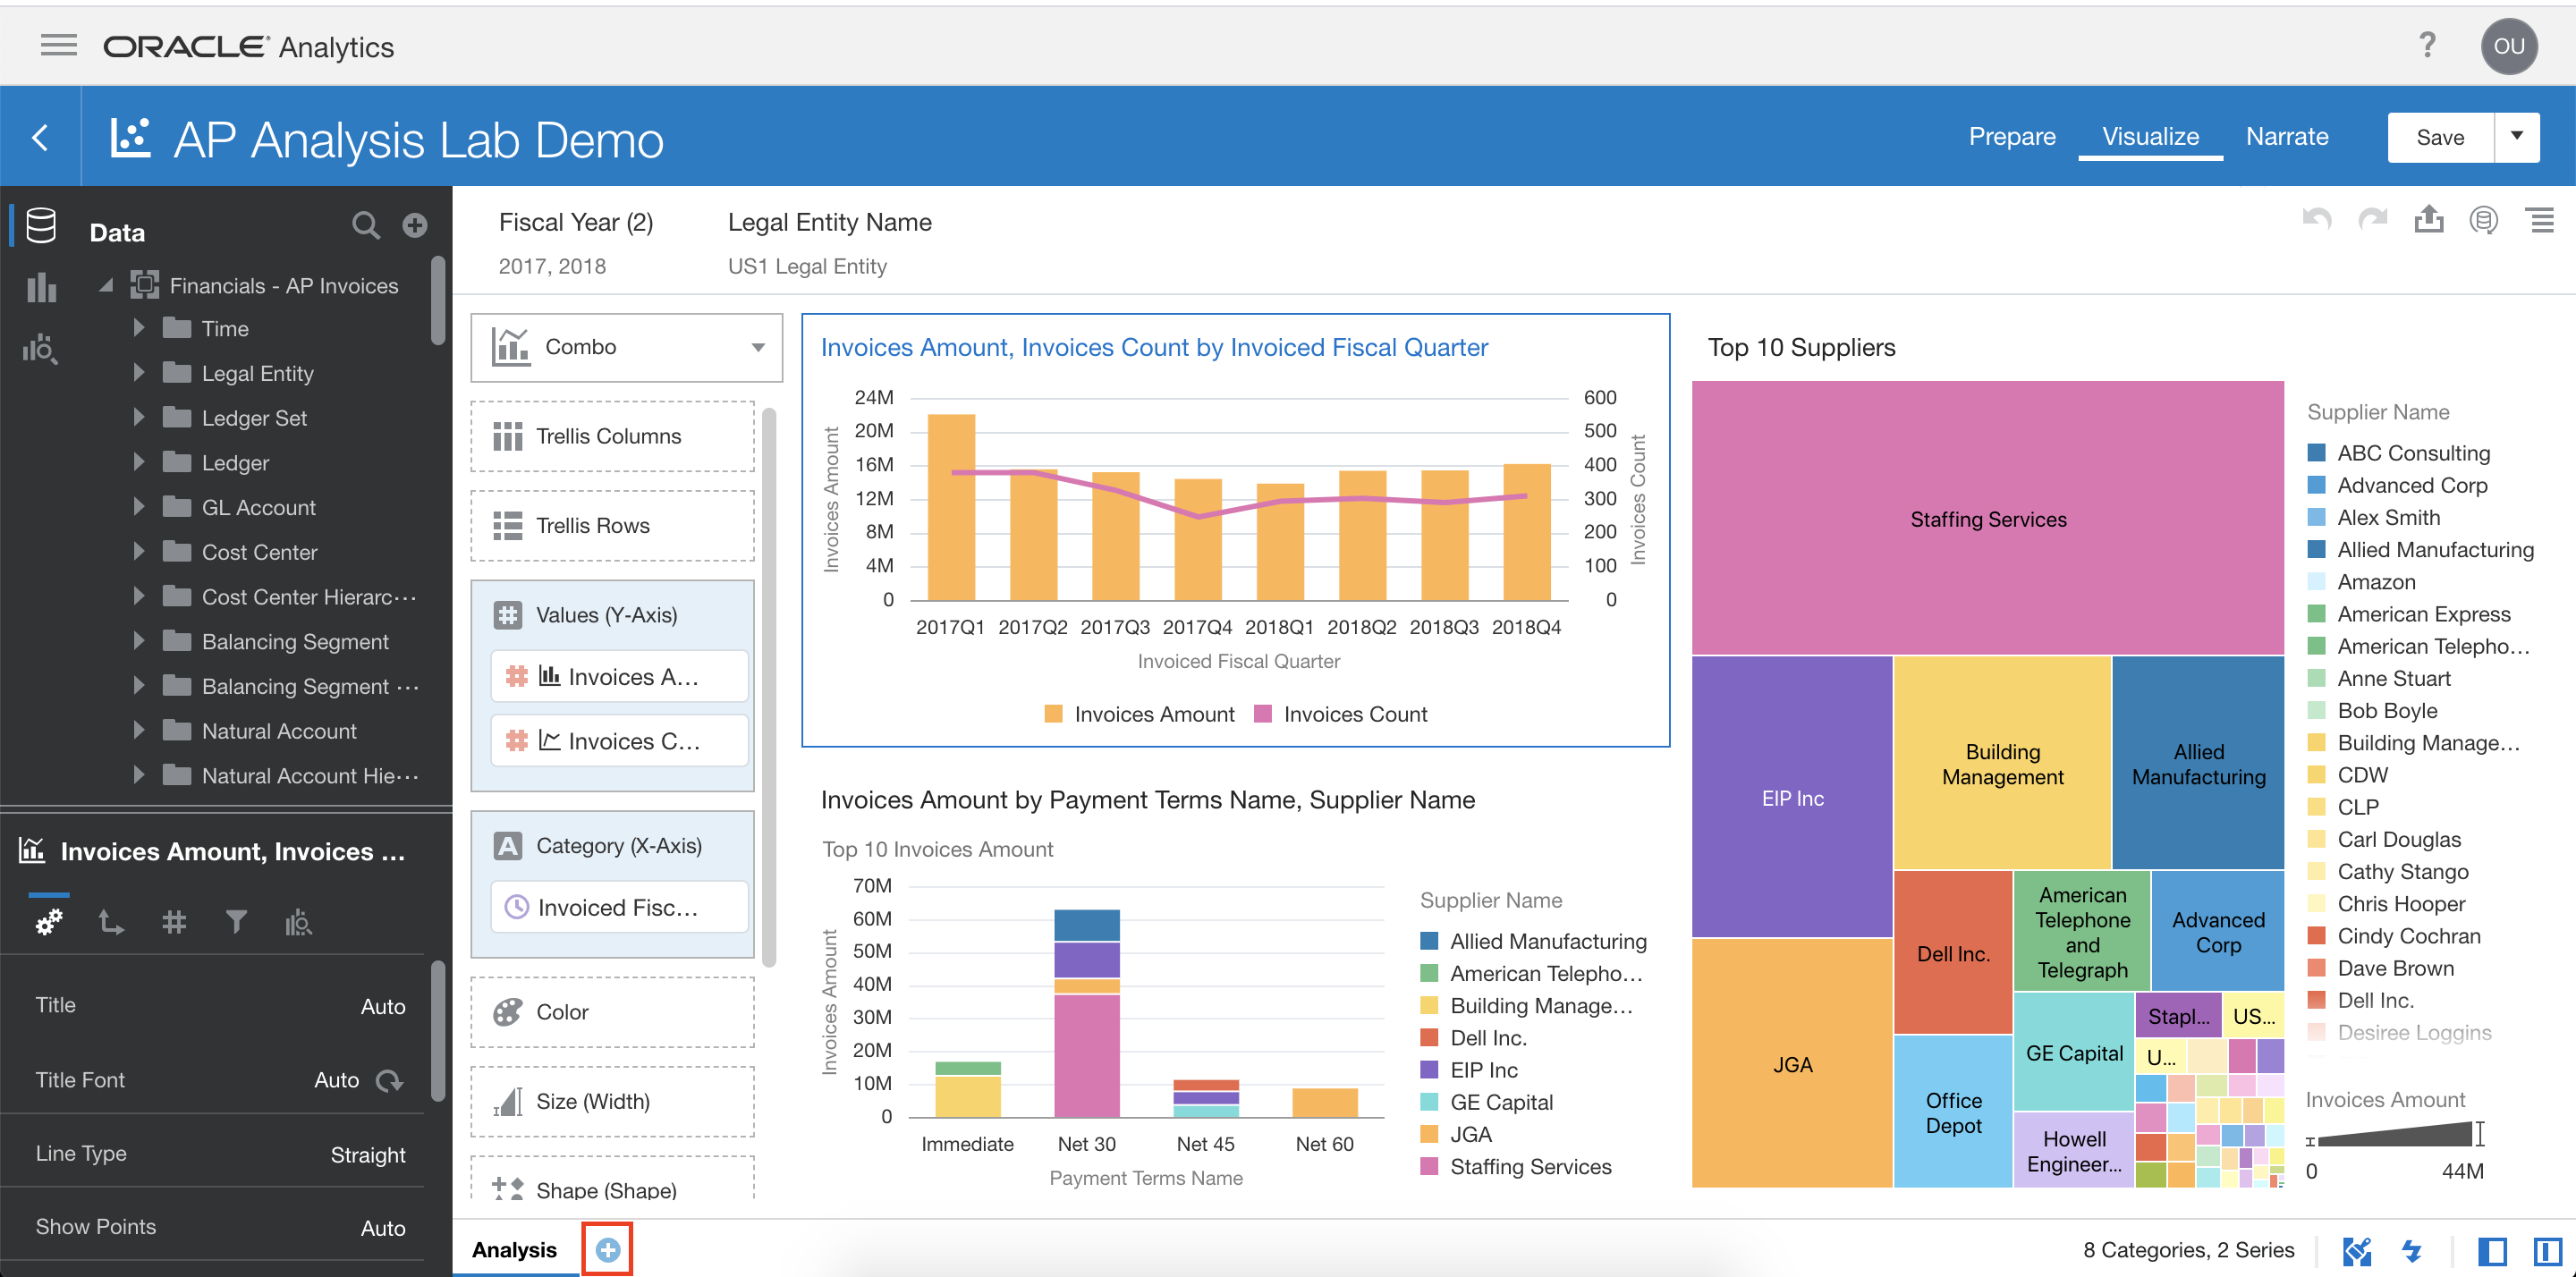 ORACLE® Analytics
?
OU
AP Analysis Lab Demo
Prepare
Visualize
Narrate
Save
Data
Financials - AP Invoices
Time
Legal Entity
Ledger Set
Ledger
GL Account
Cost Center
Cost Center Hierarc···
Balancing Segment
Balancing Segment ···
Natural Account
Natural Account Hie···
Invoices Amount, Invoices ...
Title
Auto
Title Font
Auto
Line Type
Straight
Show Points
Auto
Fiscal Year (2)
2017, 2018
Legal Entity Name
US1 Legal Entity
Combo
Trellis Columns
Trellis Rows
Values (Y-Axis)
Invoices A...
Invoices C...
A
Category (X-Axis)
Invoiced Fisc...
Color
Size (Width)
Shape (Shape)
Invoices Amount, Invoices Count by Invoiced Fiscal Quarter
Invoices Amount
24M
20M
16M
12M
8M
4M
0
600
500
400
300
200
100
0
Invoices Count
2017Q1 2017Q2 2017Q3 2017Q4 2018Q1 2018Q2 2018Q3 2018Q4
Invoiced Fiscal Quarter
Invoices Amount
Invoices Count
Invoices Amount by Payment Terms Name, Supplier Name
Top 10 Invoices Amount
Invoices Amount
70M
60M
50M
40M
30M
20M
10M
0
Immediate
Net 30
Net 45
Net 60
Payment Terms Name
Supplier Name
Allied Manufacturing
American Telepho...
Building Manage...
Dell Inc.
EIP Inc
GE Capital
JGA
Staffing Services
Top 10 Suppliers
Staffing Services
EIP Inc
Building
Management
Allied
Manufacturing
JGA
Dell Inc.
American
Telephone
and
Telegraph
Advanced
Corp
Office
Depot
GE Capital
Howell
Engineer...
Stapl...
US...
U...
Supplier Name
ABC Consulting
Advanced Corp
Alex Smith
Allied Manufacturing
Amazon
American Express
American Telepho...
Anne Stuart
Bob Boyle
Building Manage...
CDW
CLP
Carl Douglas
Cathy Stango
Chris Hooper
Cindy Cochran
Dave Brown
Dell Inc.
Desiree Loggins
Invoices Amount
0
44M
Analysis
8 Categories, 2 Series